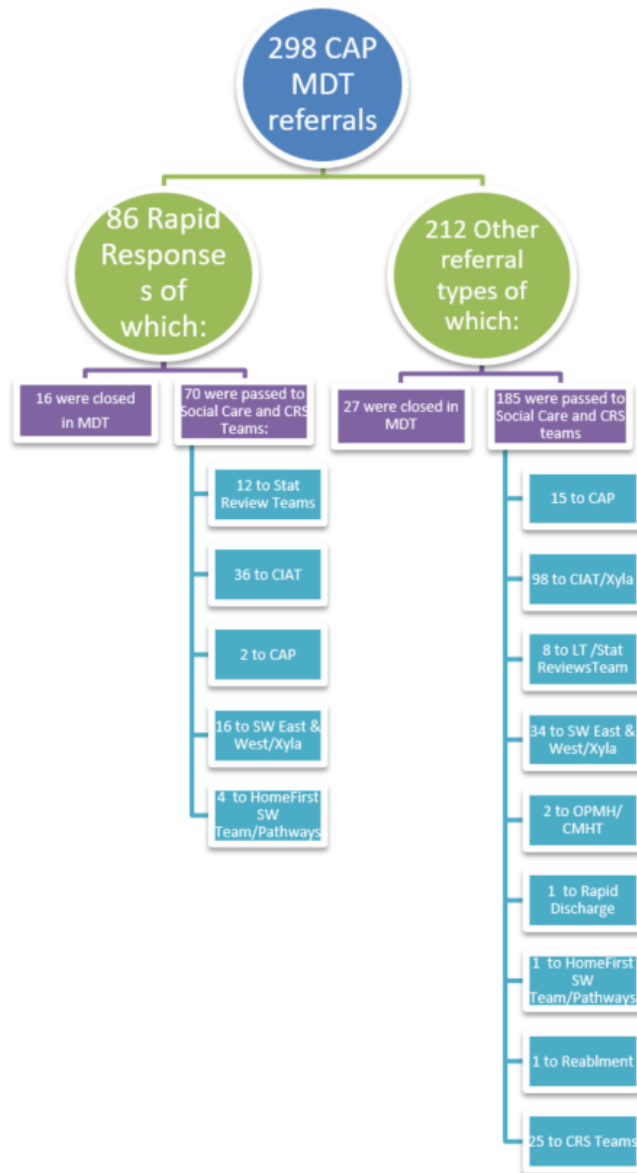 298 CAP
MDT
referrals
86 Rapid
Response
s of
which:
212 Other
referral
types of
which:
16 were closed
in MDT
70 were passed to
Social Care and CRS
Teams:
27 were closed in
MDT
185 were passed to
Social Care and CRS
teams
12 to Stat
Review Teams
36 to CIAT
2 to CAP
16 to SW East &
West/Xyla
4 to HomeFirst
SW
Team/Pathways
15 to CAP
98 to CIAT/Xyla
8 to LT /Stat
ReviewsTeam
34 to SW East &
West/Xyla
2 to OPMH/
CMHT
1 to Rapid
Discharge
1 to HomeFirst
SW
Team/Pathways
1 to Reablment
25 to CRS Teams